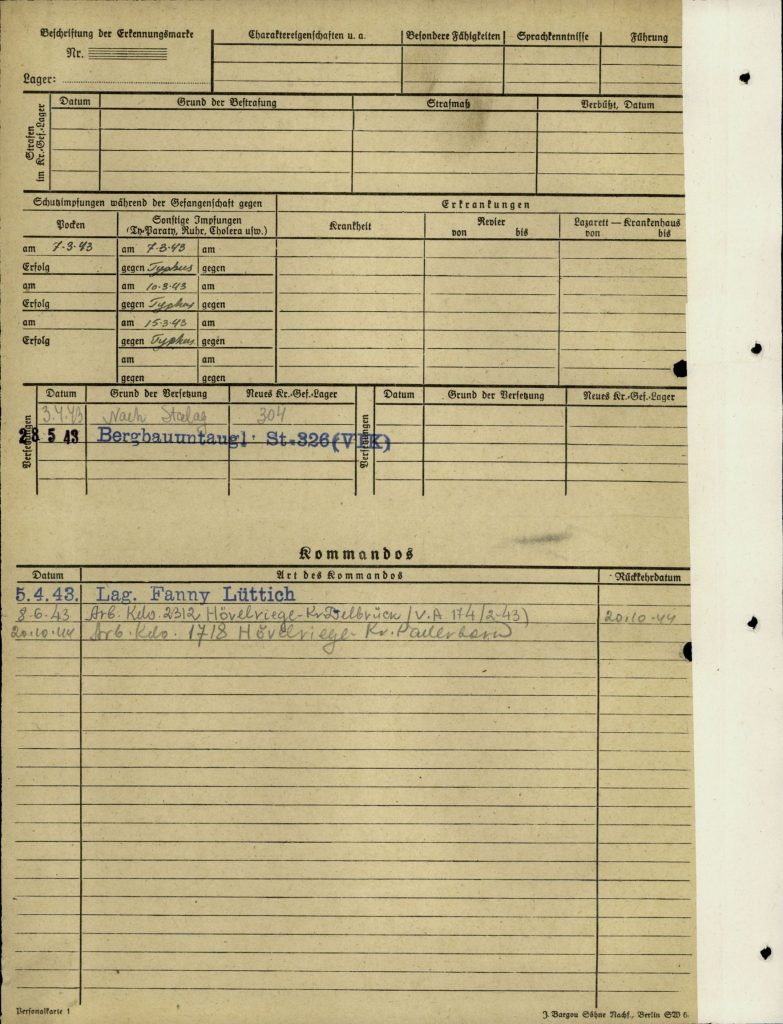 Beschriftung der Erkennungsmarke
Nr.
Lager:
Charaktereigenschaften u. a.
Besondere Fähigkeiten
Sprachkenntnisse
Führung
Strafen im Kr.-Gef.-Lager
Datum
Grund der Bestrafung
Strafmaß
Verbüßt, Datum
Schutzimpfungen während der Gefangenschaft gegen
Erkrankungen
Pocken
Sonstige Impfungen
(Ty-Paraty, Ruhr, Cholera usw.)
Krankheit
Revier
von bis
Lazarett — Krankenhaus
von bis
am 7.3.43 am 7.3.43 am
Erfolg gegen Typhus gegen
am am 10.3.43 am
Erfolg gegen Typhus gegen
am am 15.3.43 am
Erfolg gegen Typhus gegen
am am
gegen gegen
Versetzungen
Datum Grund der Versetzung Neues Kr.-Gef.-Lager
3.4.43 Nach Stalag 304
28 5 43 Bergbauuntaugl. St.326(VIK)
Versetzungen
Datum Grund der Versetzung Neues Kr.-Gef.-Lager
Kommandos
Datum Art des Kommandos Rückkehrdatum
5.4.43. Lag. Fanny Lüttich
8.6.43 Arb. Kdo. 2312 Hövelriege-Kr. Delbrück (V.A 174/2-43) 20.10.44
20.10.44 Arb. Kdo. 1718 Hövelriege- Kr. Paderborn
Personalkarte 1
J. Bargou Söhne Nachf., Berlin SW 6